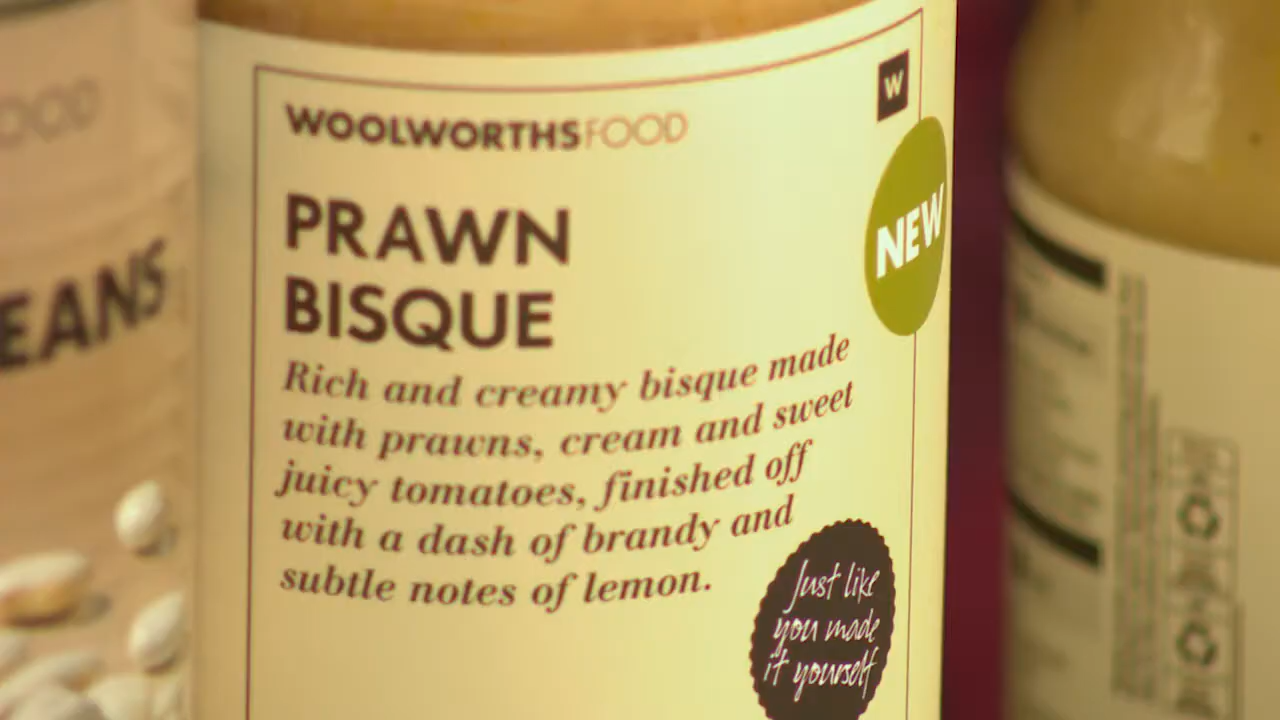 WOOLWORTHSFOOD
W
NEW
PRAWN
BISQUE
Rich and creamy bisque made
with prawns, cream and sweet
juicy tomatoes, finished off
with a dash of brandy and
subtle notes of lemon.
Just like
you made
it yourself
OOD
EANS